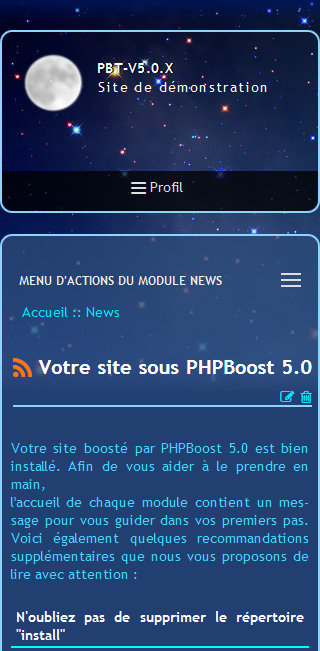 PBT-V5.0.X
Site de démonstration
Profil
MENU D'ACTIONS DU MODULE NEWS
Accueil :: News
Votre site sous PHPBoost 5.0
Votre site boosté par PHPBoost 5.0 est bien
installé. Afin de vous aider à le prendre en
main,
l'accueil de chaque module contient un mes-
sage pour vous guider dans vos premiers pas.
Voici également quelques recommandations
supplémentaires que nous vous proposons de
lire avec attention :
N'oubliez pas de supprimer le répertoire
"install"